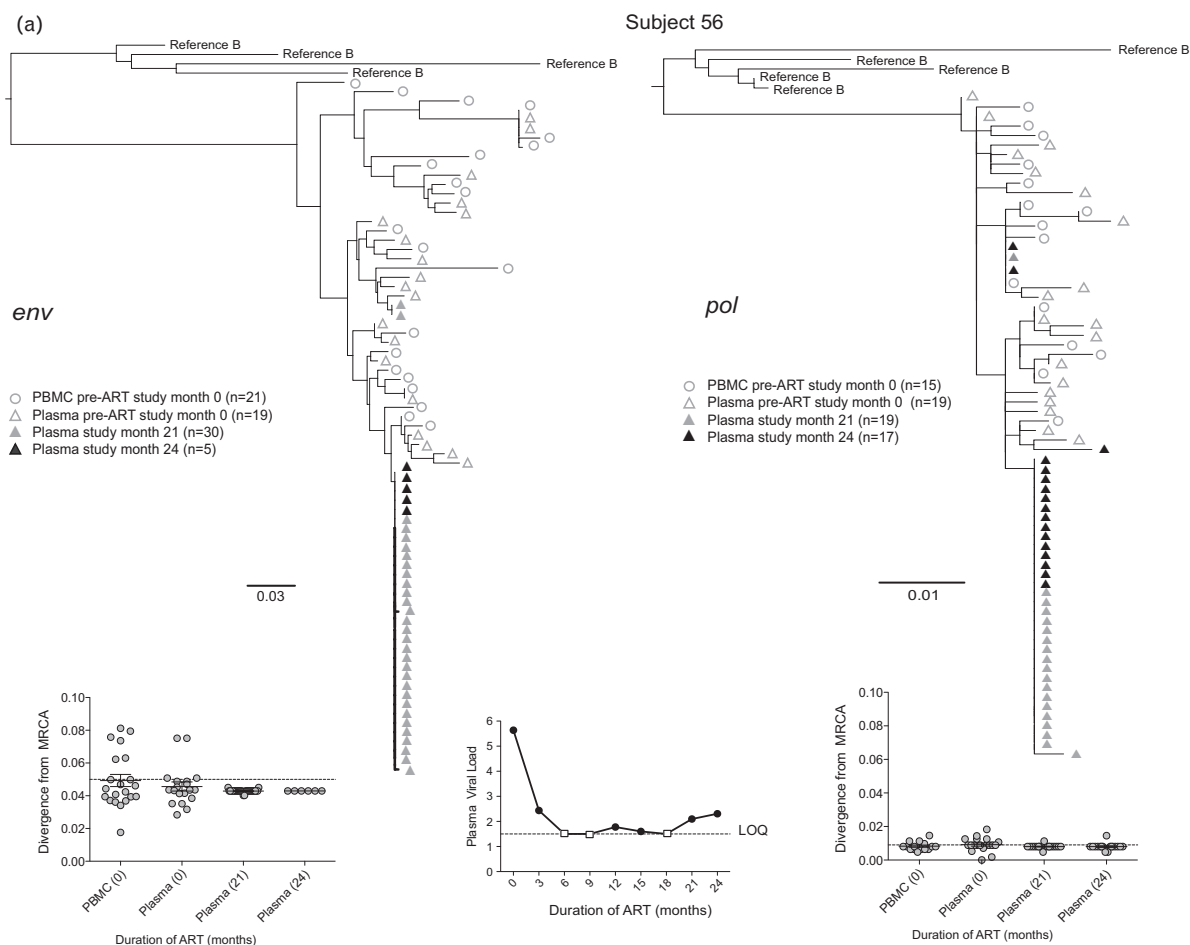 (a)
Subject 56
Reference B
Reference B
Reference B
Reference B
Reference B
Reference B
Reference B
Reference B
Reference B
env
pol
PBMC pre-ART study month 0 (n=21)
Plasma pre-ART study month 0 (n=19)
Plasma study month 21 (n=30)
Plasma study month 24 (n=5)
PBMC pre-ART study month 0 (n=15)
Plasma pre-ART study month 0 (n=19)
Plasma study month 21 (n=19)
Plasma study month 24 (n=17)
0.03
0.01
Divergence from MRCA
0.10
0.08
0.06
0.04
0.02
0.00
PBMC (0)
Plasma (0)
Plasma (21)
Plasma (24)
Duration of ART (months)
Plasma Viral Load
6
5
4
3
2
1
0
LOQ
0
3
6
9
12
15
18
21
24
Duration of ART (months)
Divergence from MRCA
0.10
0.08
0.06
0.04
0.02
0.00
PBMC (0)
Plasma (0)
Plasma (21)
Plasma (24)
Duration of ART (months)